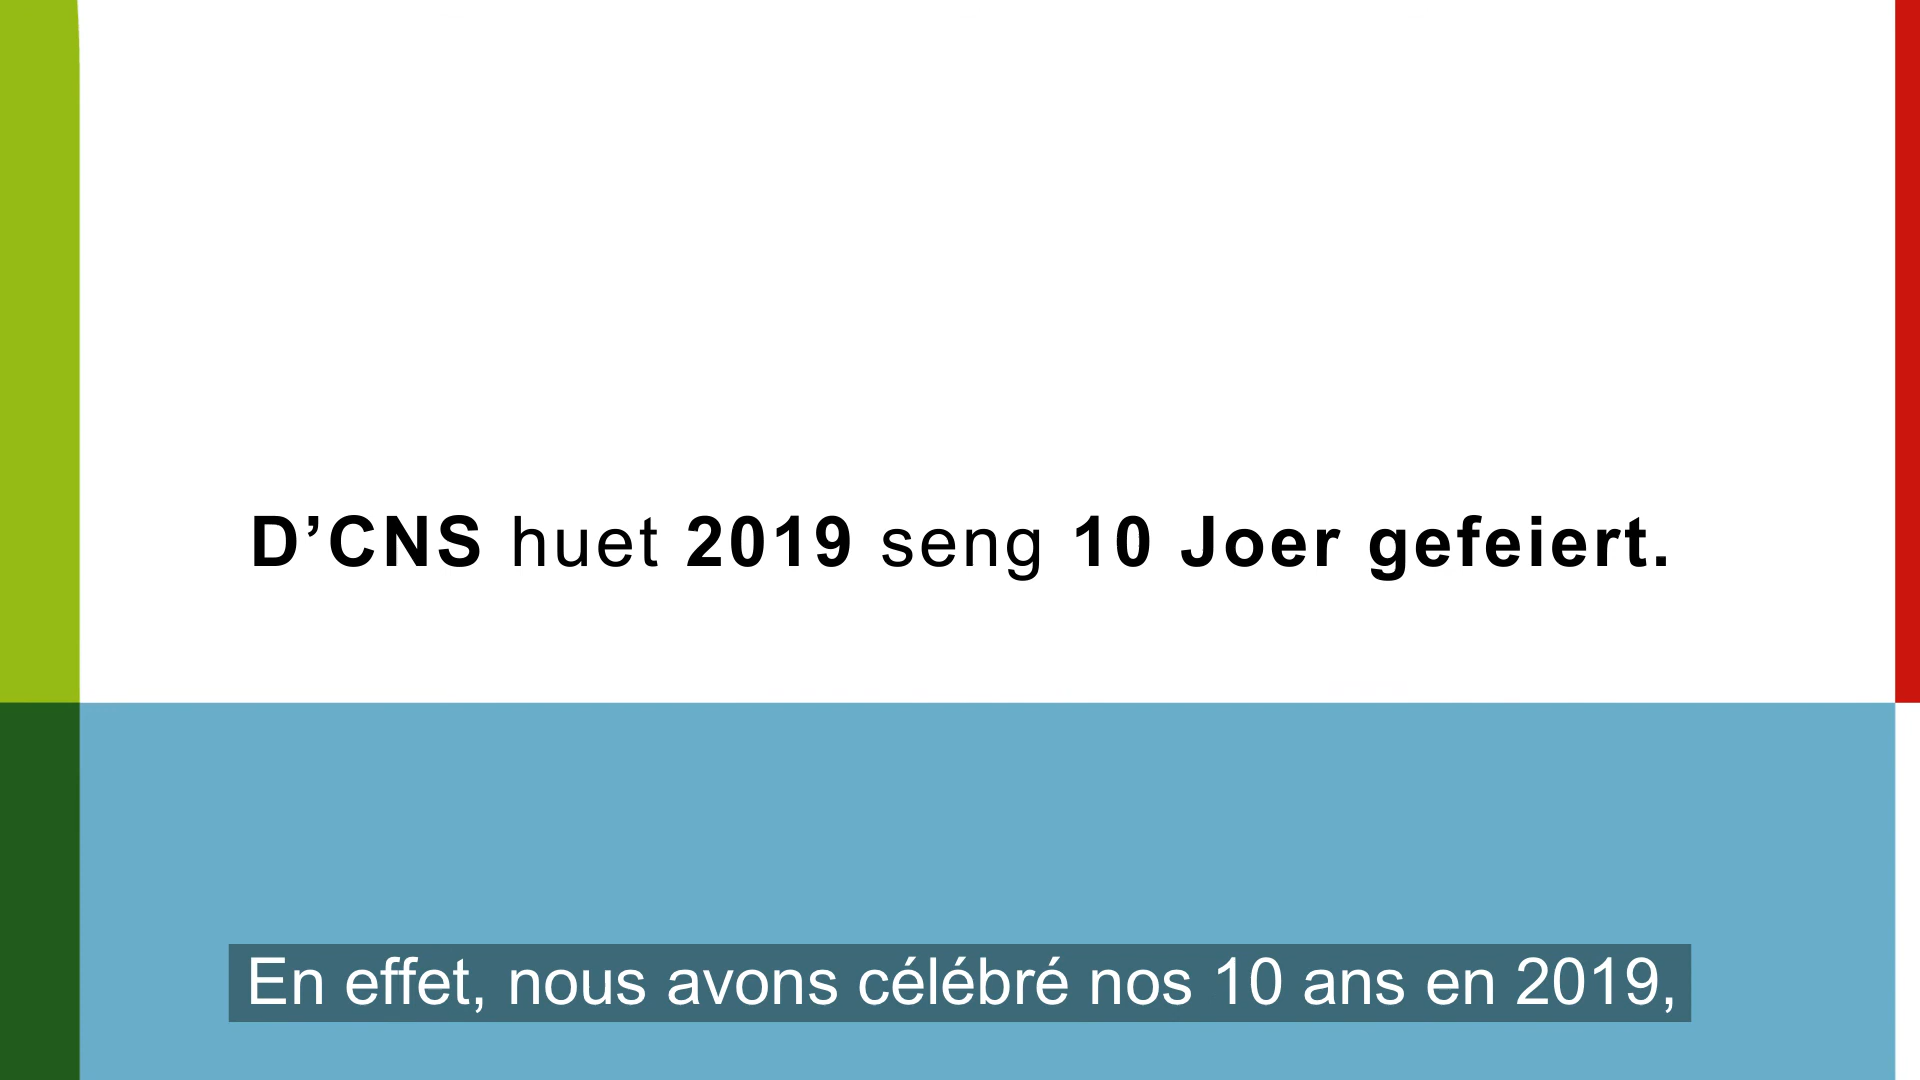 D’CNS huet 2019 seng 10 Joer gefeiert.
En effet, nous avons célébré nos 10 ans en 2019,